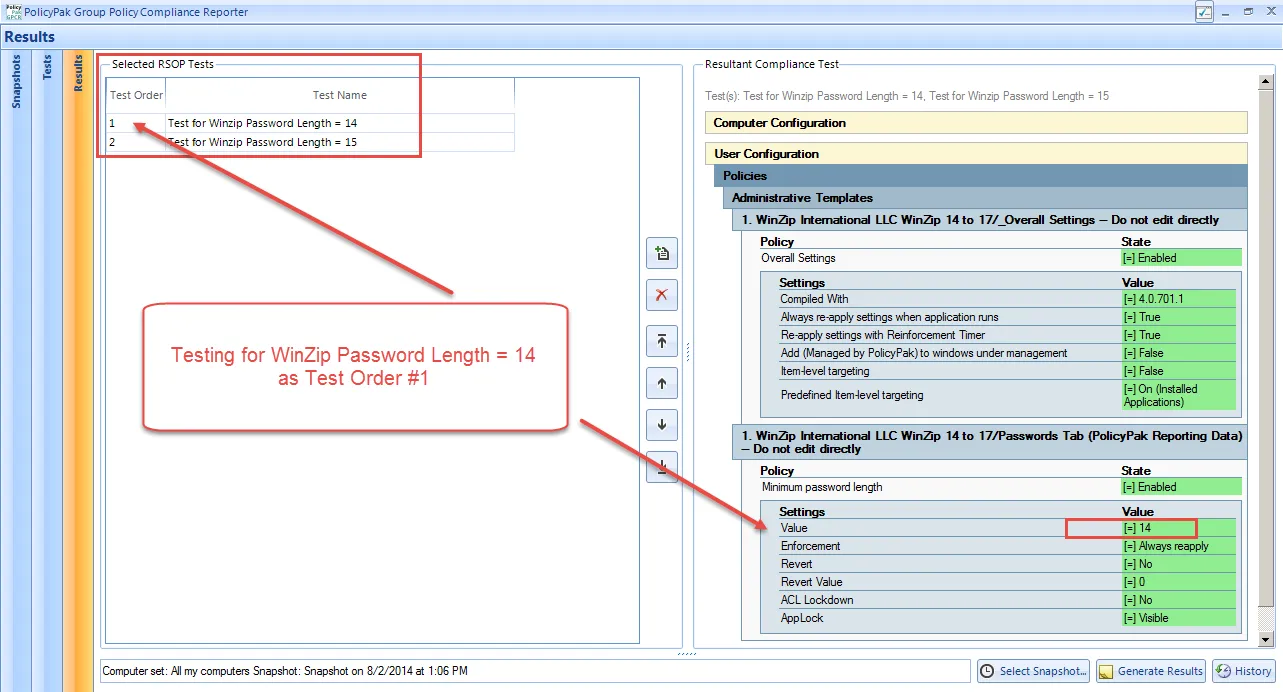 Policy Pak GPCR PolicyPak Group Policy Compliance Reporter
Results
Snapshots
Tests
Results
Selected RSOP Tests
Test Order Test Name
1 Test for Winzip Password Length = 14
2 Test for Winzip Password Length = 15
Testing for WinZip Password Length = 14
as Test Order #1
Resultant Compliance Test
Test(s): Test for Winzip Password Length = 14, Test for Winzip Password Length = 15
Computer Configuration
User Configuration
Policies
Administrative Templates
1. WinZip International LLC WinZip 14 to 17/_Overall Settings – Do not edit directly
Policy State
Overall Settings [=] Enabled
Settings Value
Compiled With [=] 4.0.701.1
Always re-apply settings when application runs [=] True
Re-apply settings with Reinforcement Timer [=] True
Add (Managed by PolicyPak) to windows under management [=] False
Item-level targeting [=] False
Predefined Item-level targeting [=] On (Installed
Applications)
1. WinZip International LLC WinZip 14 to 17/Passwords Tab (PolicyPak Reporting Data)
– Do not edit directly
Policy State
Minimum password length [=] Enabled
Settings Value
Value [=] 14
Enforcement [=] Always reapply
Revert [=] No
Revert Value [=] 0
ACL Lockdown [=] No
AppLock [=] Visible
Computer set: All my computers Snapshot: Snapshot on 8/2/2014 at 1:06 PM
Select Snapshot... Generate Results History